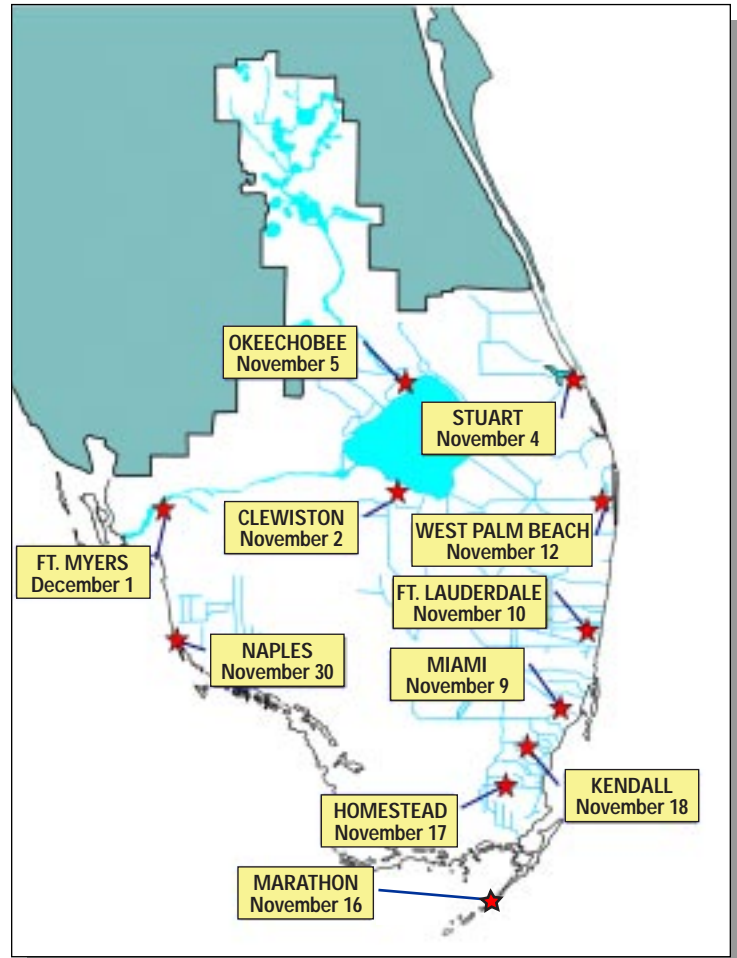 OKEECHOBEE
November 5
STUART
November 4
CLEWISTON
November 2
WEST PALM BEACH
November 12
FT. MYERS
December 1
FT. LAUDERDALE
November 10
NAPLES
November 30
MIAMI
November 9
KENDALL
November 18
HOMESTEAD
November 17
MARATHON
November 16